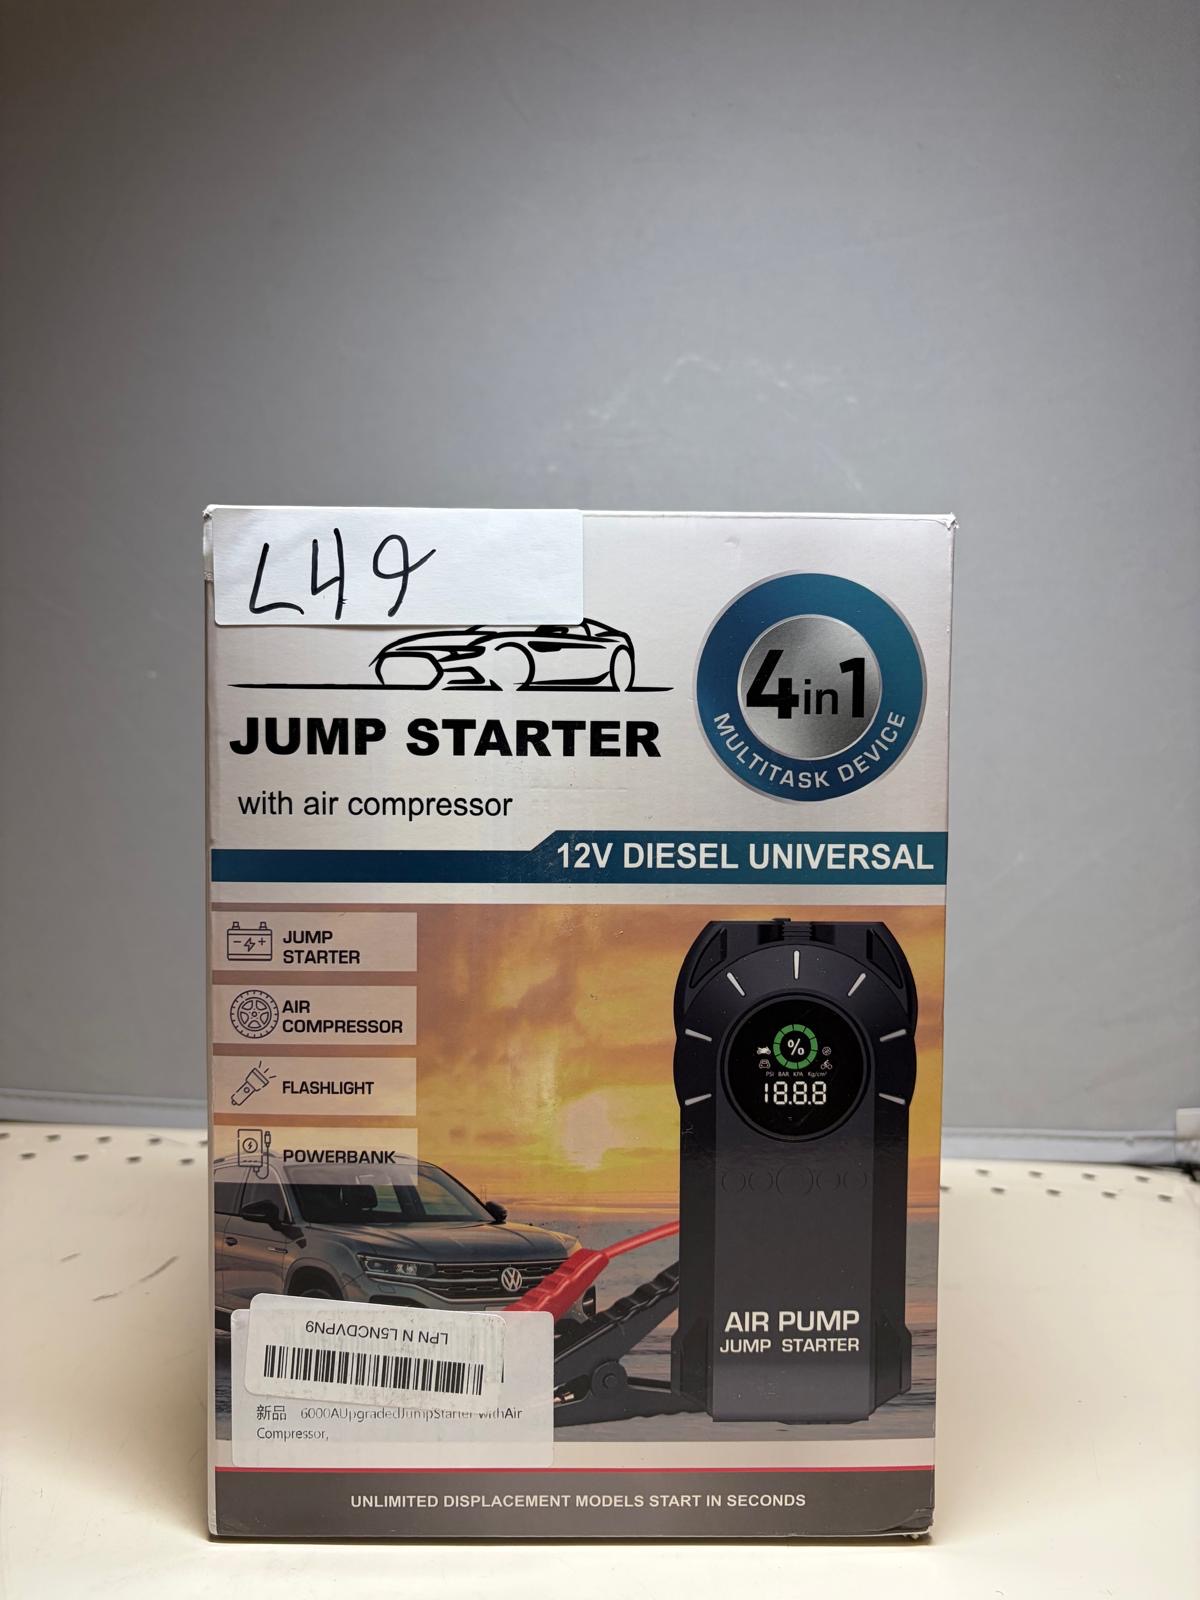 L49
JUMP STARTER
with air compressor
4in1
MULTITASK DEVICE
12V DIESEL UNIVERSAL
JUMP
STARTER
AIR
COMPRESSOR
FLASHLIGHT
POWERBANK
%
PSI BAR KPA Kg/cm²
18.8.8
AIR PUMP
JUMP STARTER
LPN N L5NCDVPN9
新品 6000AUpgradedJumpStarter withAir
Compressor,
UNLIMITED DISPLACEMENT MODELS START IN SECONDS